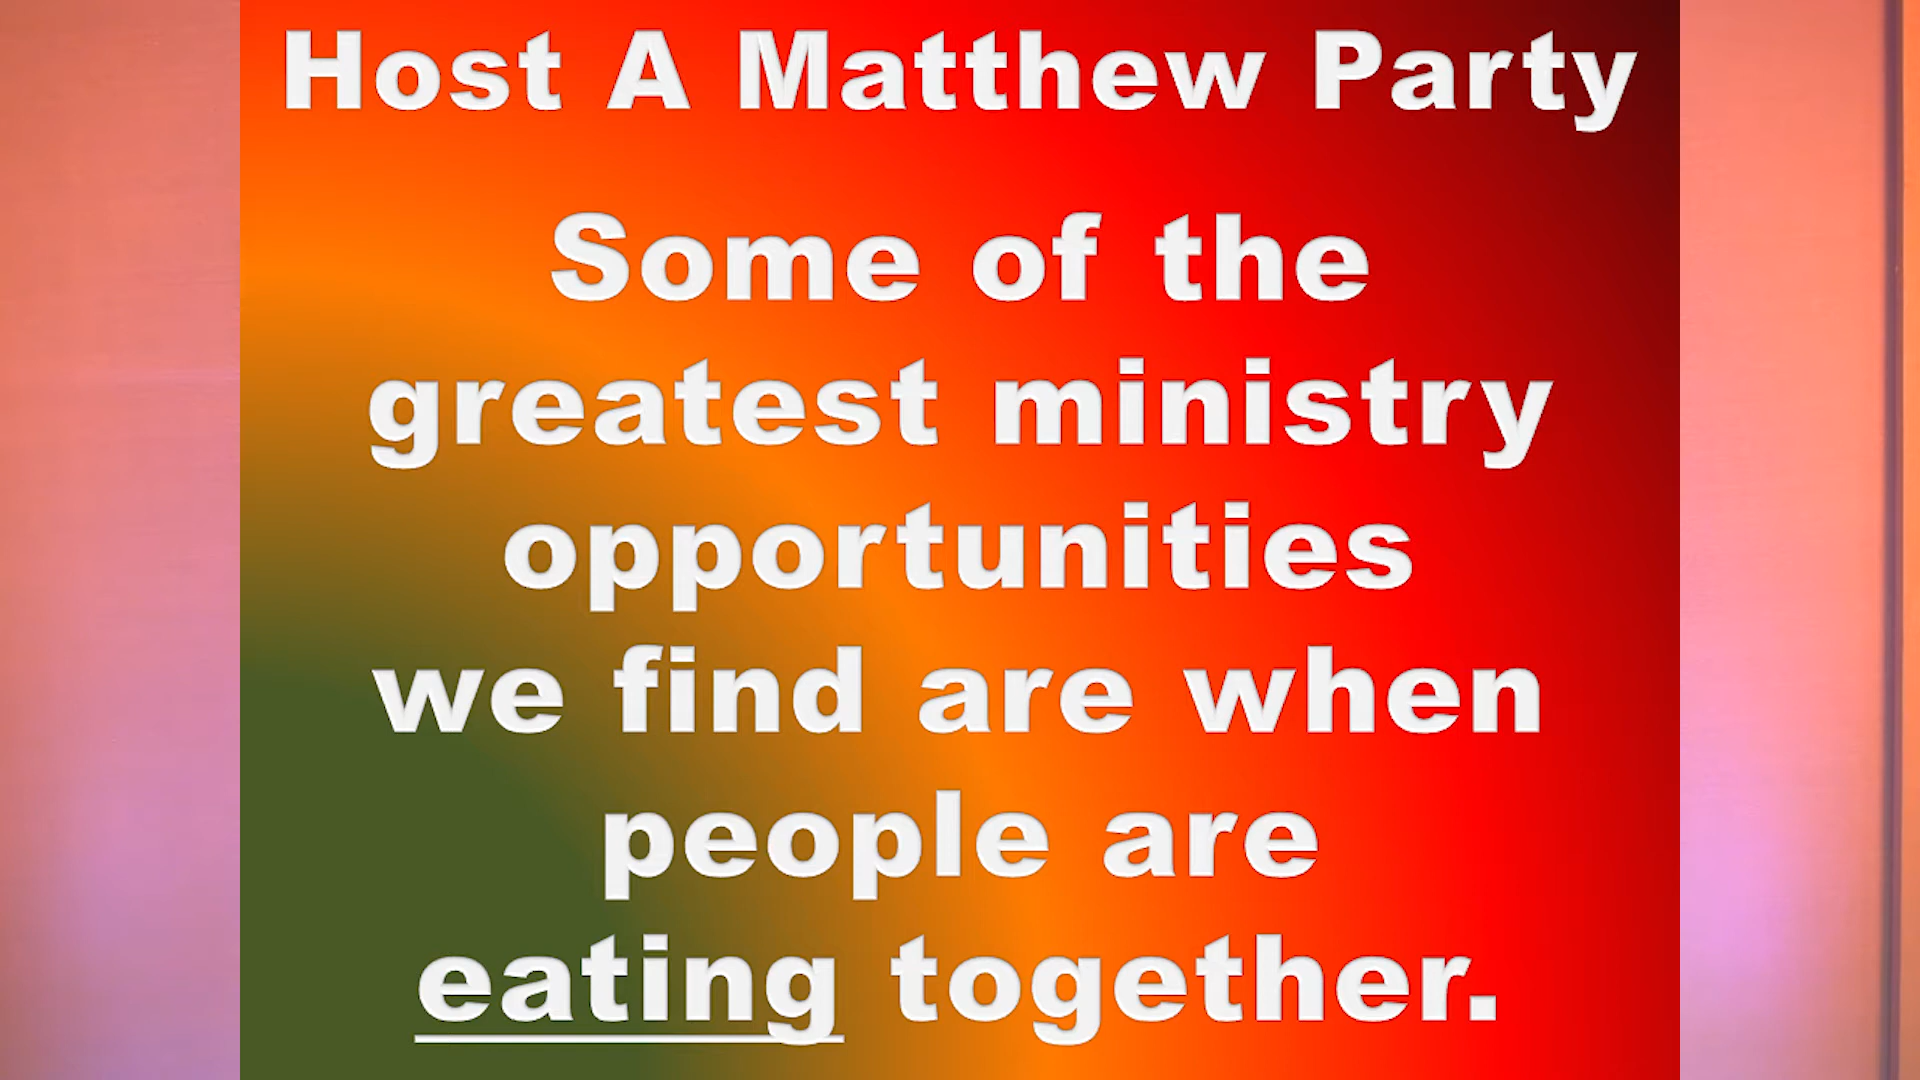 Host A Matthew Party
Some of the
greatest ministry
opportunities
we find are when
people are
eating together.